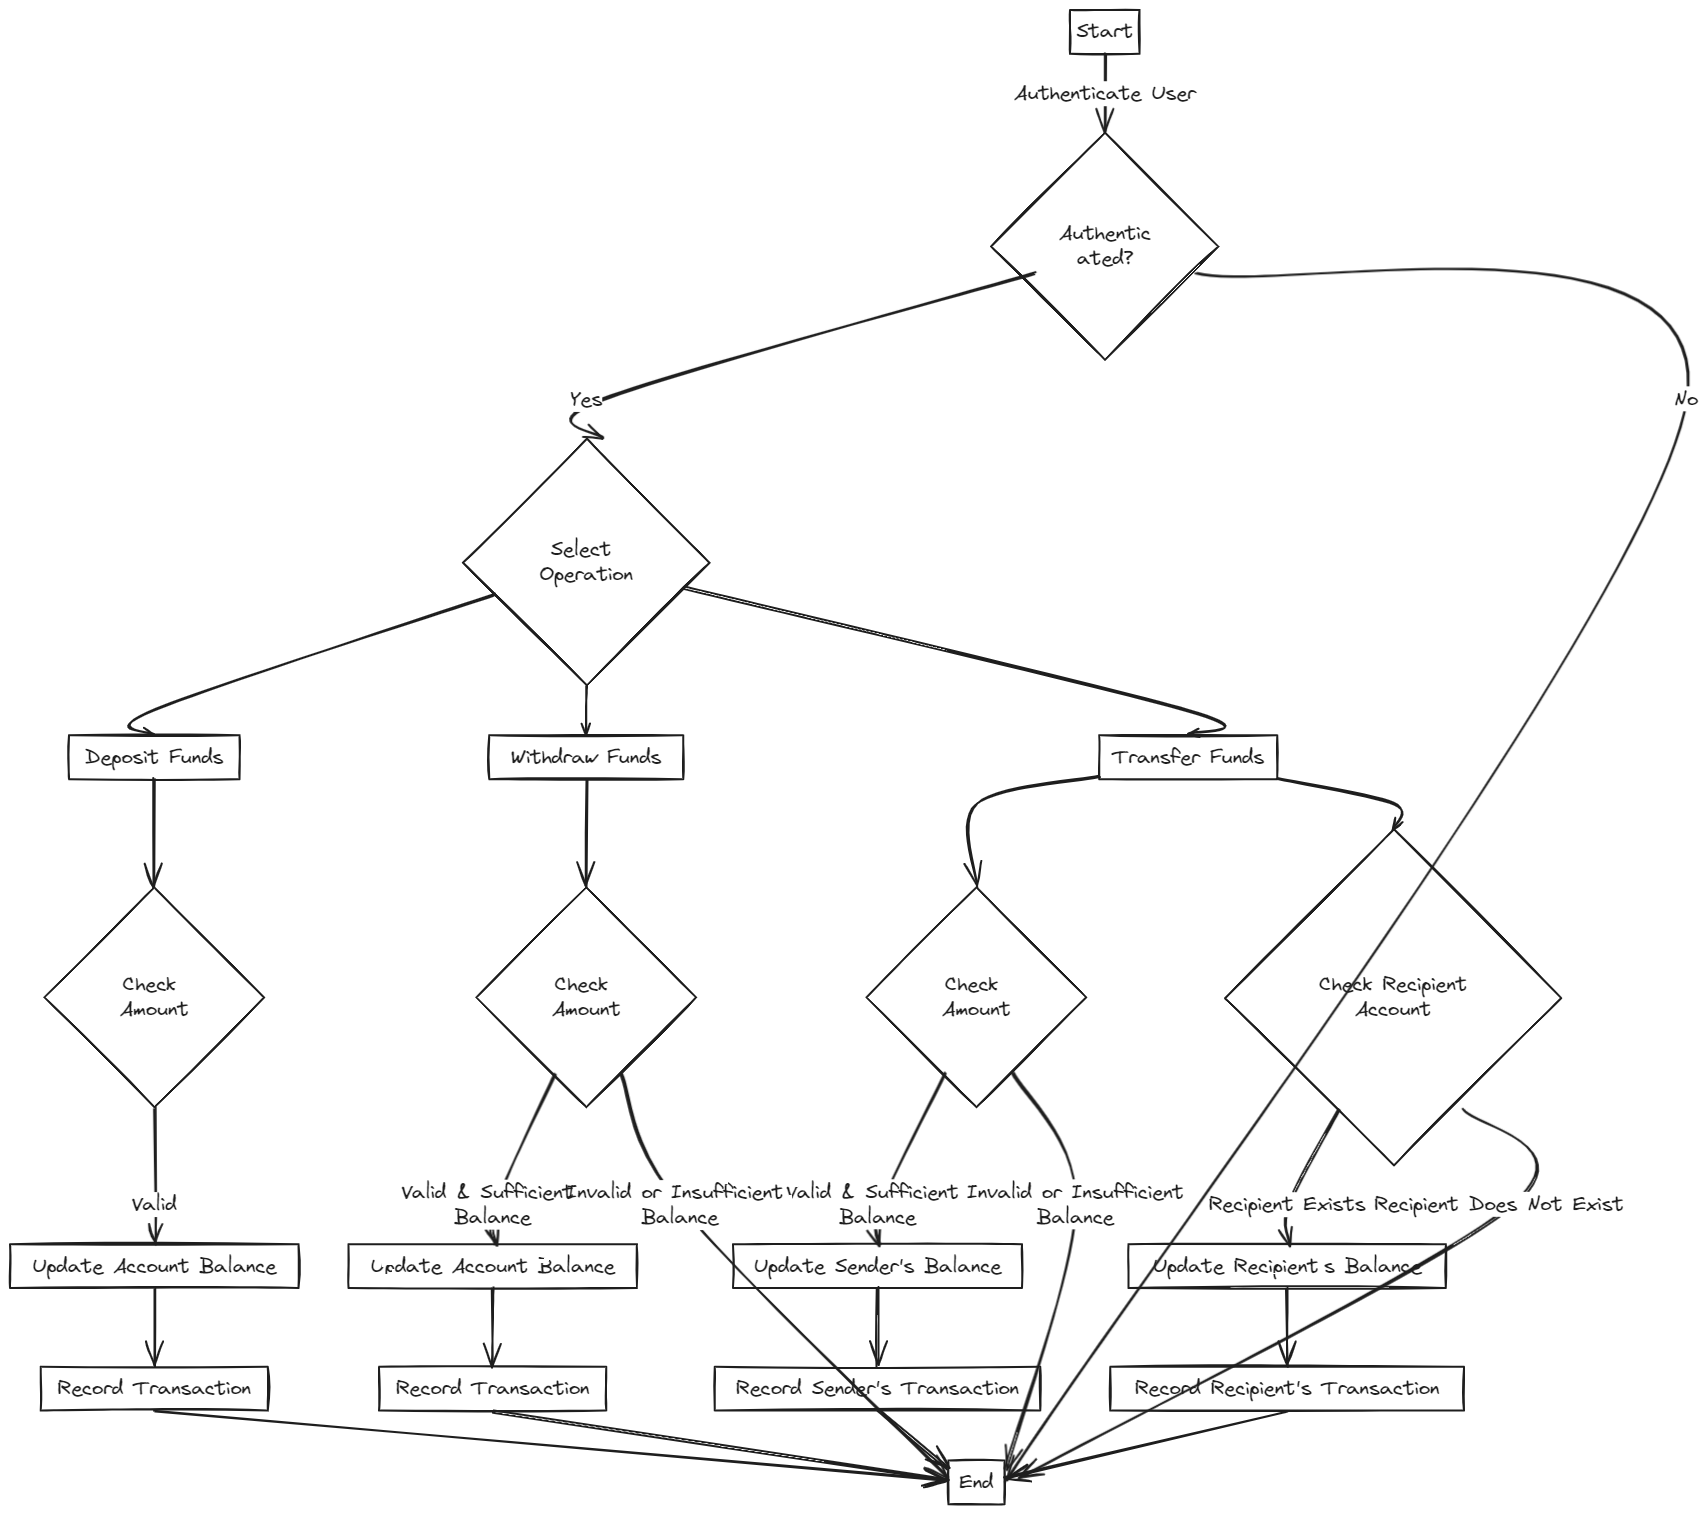 Start
Authenticate User
Authentic
ated?
Yes
No
Select
Operation
Deposit Funds
Withdraw Funds
Transfer Funds
Check
Amount
Check
Amount
Check
Amount
Check Recipient
Account
Valid
Valid & Sufficient
Balance
Invalid or Insufficient
Balance
Valid & Sufficient
Balance
Invalid or Insufficient
Balance
Recipient Exists
Recipient Does Not Exist
Update Account Balance
Update Account Balance
Update Sender's Balance
Update Recipient's Balance
Record Transaction
Record Transaction
Record Sender's Transaction
Record Recipient's Transaction
End